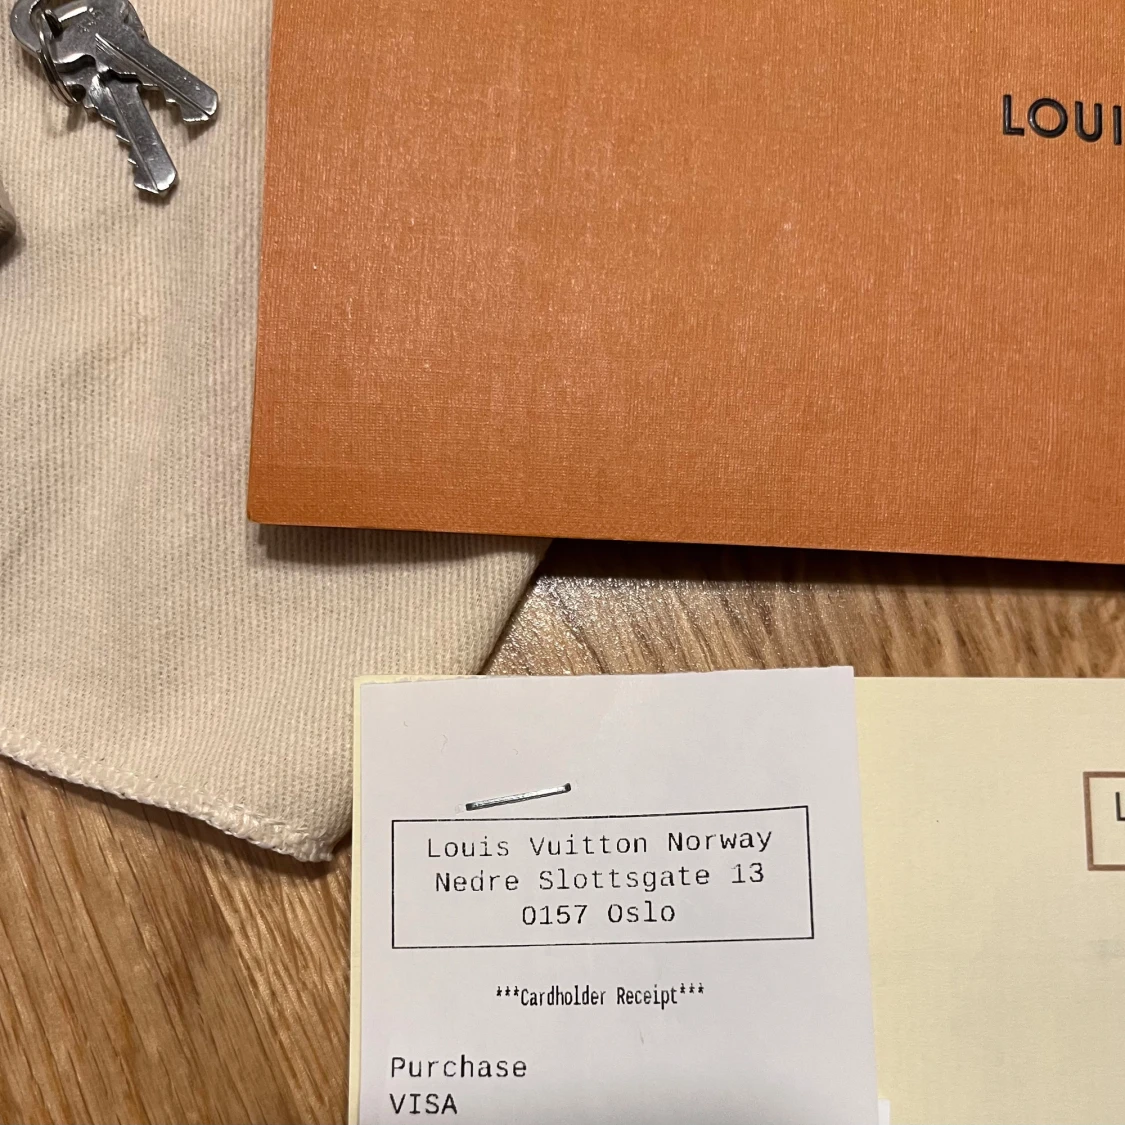 LOUI
L
Louis Vuitton Norway
Nedre Slottsgate 13
0157 Oslo
***Cardholder Receipt***
Purchase
VISA